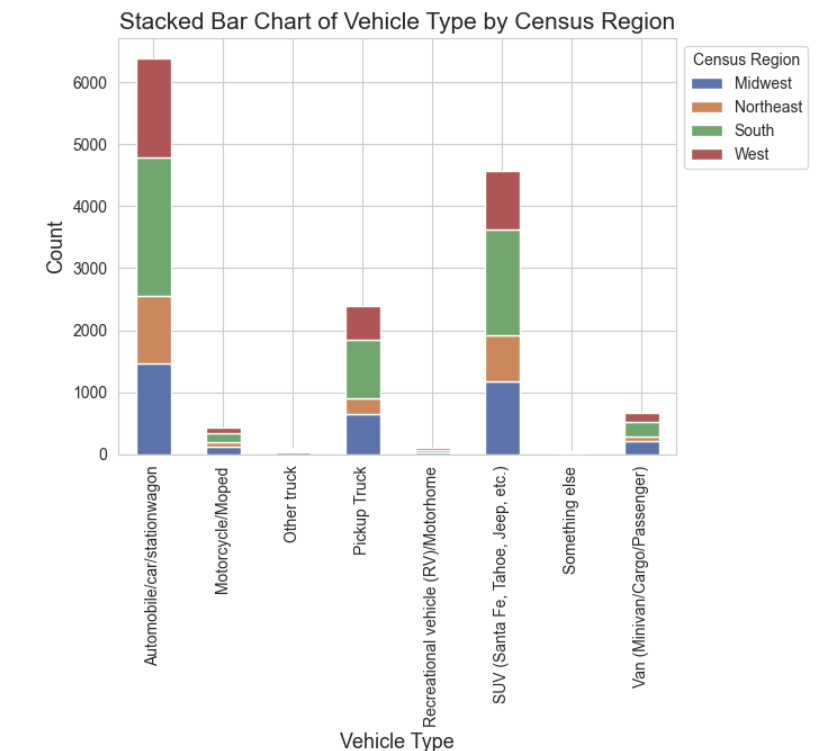 Stacked Bar Chart of Vehicle Type by Census Region
Census Region
Midwest
Northeast
South
West
Count
6000
5000
4000
3000
2000
1000
0
Automobile/car/stationwagon
Motorcycle/Moped
Other truck
Pickup Truck
Recreational vehicle (RV)/Motorhome
SUV (Santa Fe, Tahoe, Jeep, etc.)
Something else
Van (Minivan/Cargo/Passenger)
Vehicle Type